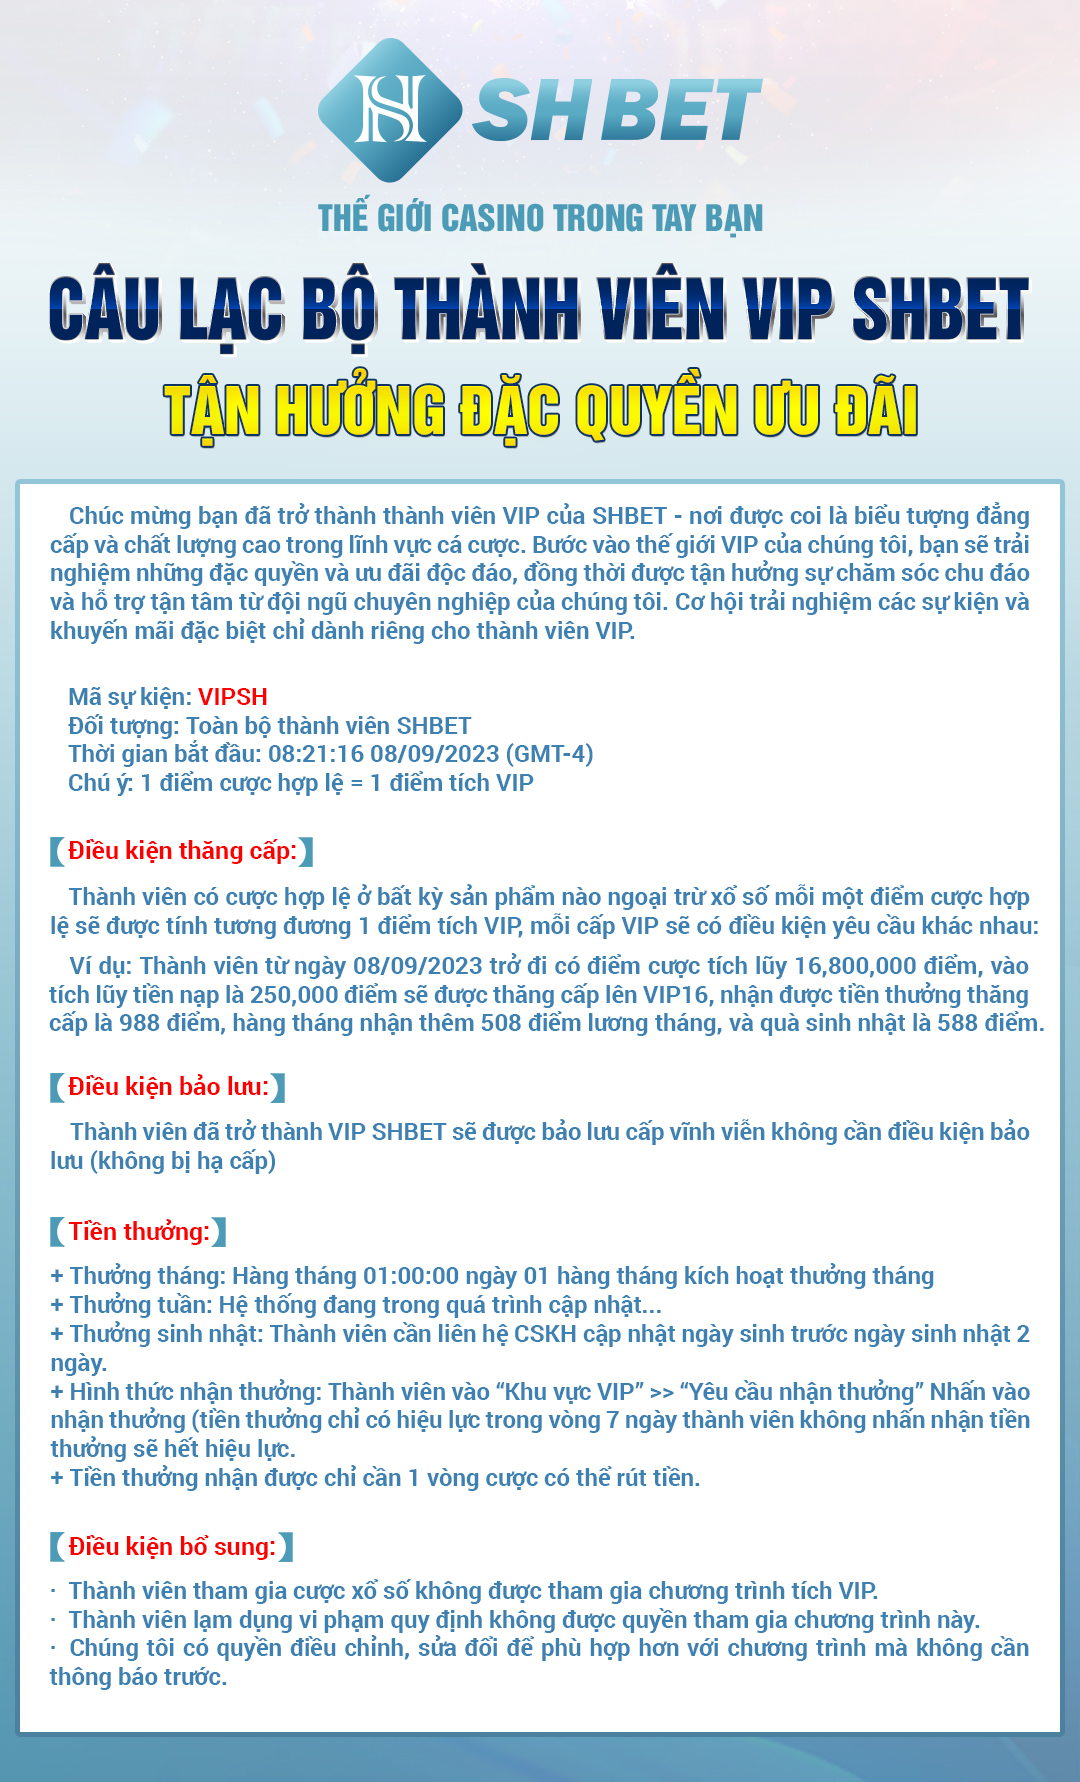 SH BET
THẾ GIỚI CASINO TRONG TAY BẠN
CÂU LẠC BỘ THÀNH VIÊN VIP SHBET
TẬN HƯỞNG ĐẶC QUYỀN ƯU ĐÃI
Chúc mừng bạn đã trở thành thành viên VIP của SHBET - nơi được coi là biểu tượng đẳng
cấp và chất lượng cao trong lĩnh vực cá cược. Bước vào thế giới VIP của chúng tôi, bạn sẽ trải
nghiệm những đặc quyền và ưu đãi độc đáo, đồng thời được tận hưởng sự chăm sóc chu đáo
và hỗ trợ tận tâm từ đội ngũ chuyên nghiệp của chúng tôi. Cơ hội trải nghiệm các sự kiện và
khuyến mãi đặc biệt chỉ dành riêng cho thành viên VIP.
Mã sự kiện: VIPSH
Đối tượng: Toàn bộ thành viên SHBET
Thời gian bắt đầu: 08:21:16 08/09/2023 (GMT-4)
Chú ý: 1 điểm cược hợp lệ = 1 điểm tích VIP
【Điều kiện thăng cấp:】
Thành viên có cược hợp lệ ở bất kỳ sản phẩm nào ngoại trừ xổ số mỗi một điểm cược hợp
lệ sẽ được tính tương đương 1 điểm tích VIP, mỗi cấp VIP sẽ có điều kiện yêu cầu khác nhau:
Ví dụ: Thành viên từ ngày 08/09/2023 trở đi có điểm cược tích lũy 16,800,000 điểm, vào
tích lũy tiền nạp là 250,000 điểm sẽ được thăng cấp lên VIP16, nhận được tiền thưởng thăng
cấp là 988 điểm, hàng tháng nhận thêm 508 điểm lương tháng, và quà sinh nhật là 588 điểm.
【Điều kiện bảo lưu:】
Thành viên đã trở thành VIP SHBET sẽ được bảo lưu cấp vĩnh viễn không cần điều kiện bảo
lưu (không bị hạ cấp)
【Tiền thưởng:】
+ Thưởng tháng: Hàng tháng 01:00:00 ngày 01 hàng tháng kích hoạt thưởng tháng
+ Thưởng tuần: Hệ thống đang trong quá trình cập nhật...
+ Thưởng sinh nhật: Thành viên cần liên hệ CSKH cập nhật ngày sinh trước ngày sinh nhật 2
ngày.
+ Hình thức nhận thưởng: Thành viên vào “Khu vực VIP” >> “Yêu cầu nhận thưởng” Nhấn vào
nhận thưởng (tiền thưởng chỉ có hiệu lực trong vòng 7 ngày thành viên không nhấn nhận tiền
thưởng sẽ hết hiệu lực.
+ Tiền thưởng nhận được chỉ cần 1 vòng cược có thể rút tiền.
【Điều kiện bổ sung:】
· Thành viên tham gia cược xổ số không được tham gia chương trình tích VIP.
· Thành viên lạm dụng vi phạm quy định không được quyền tham gia chương trình này.
· Chúng tôi có quyền điều chỉnh, sửa đổi để phù hợp hơn với chương trình mà không cần
thông báo trước.